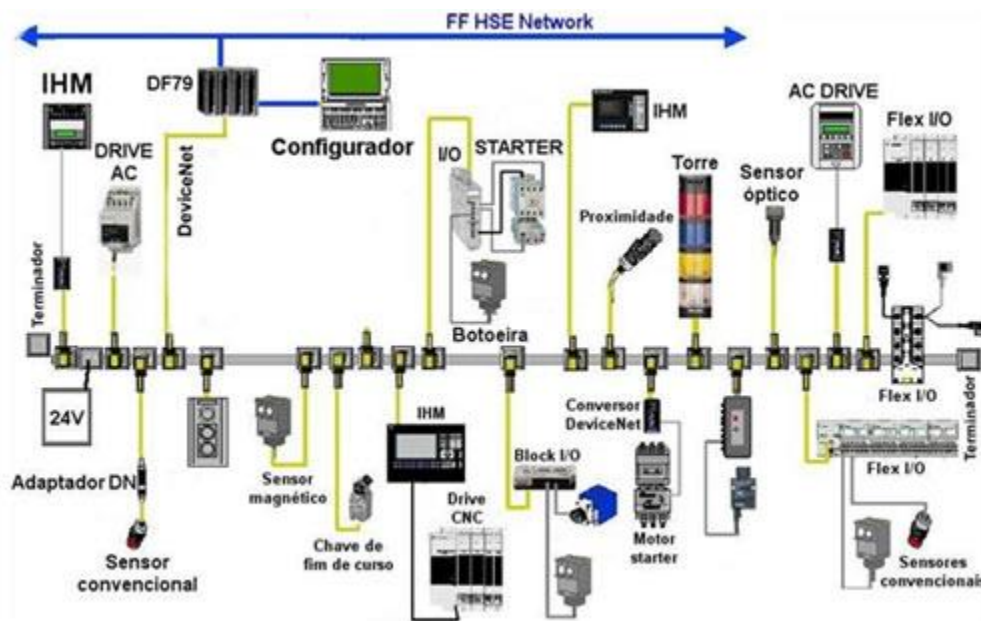 FF HSE Network
IHM
DF79
Configurador
DRIVE
AC
DeviceNet
Terminador
I/O
STARTER
Botoeira
IHM
Proximidade
Torre
Sensor
óptico
AC DRIVE
Flex I/O
24V
Adaptador DN
Sensor
convencional
Sensor
magnético
Chave de
fim de curso
IHM
Drive
CNC
Block I/O
Conversor
DeviceNet
Motor
starter
Flex I/O
Flex I/O
Sensores
convencionais
Terminador